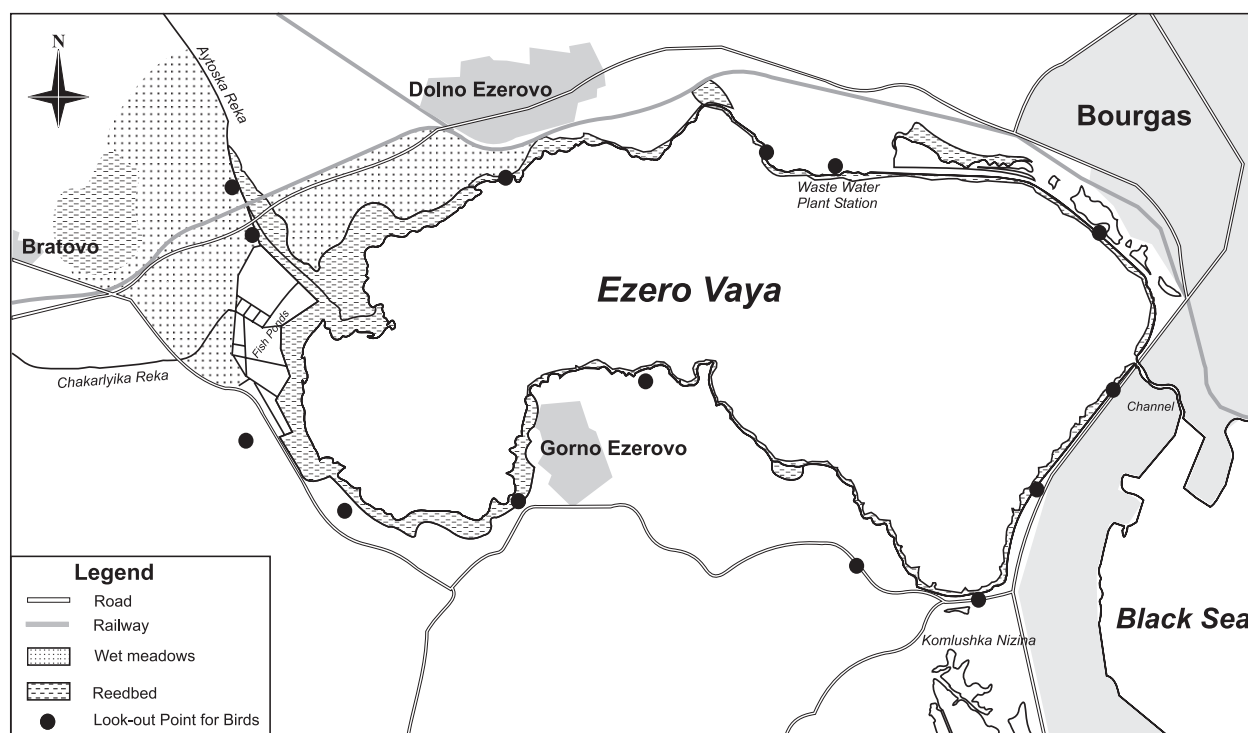 N
Aytoska Reka
Dolno Ezerovo
Bourgas
Waste Water
Plant Station
Bratovo
Ezero Vaya
Fish Ponds
Chakarlyika Reka
Channel
Gorno Ezerovo
Black Sea
Komlushka Nizina
Legend
Road
Railway
Wet meadows
Reedbed
Look-out Point for Birds